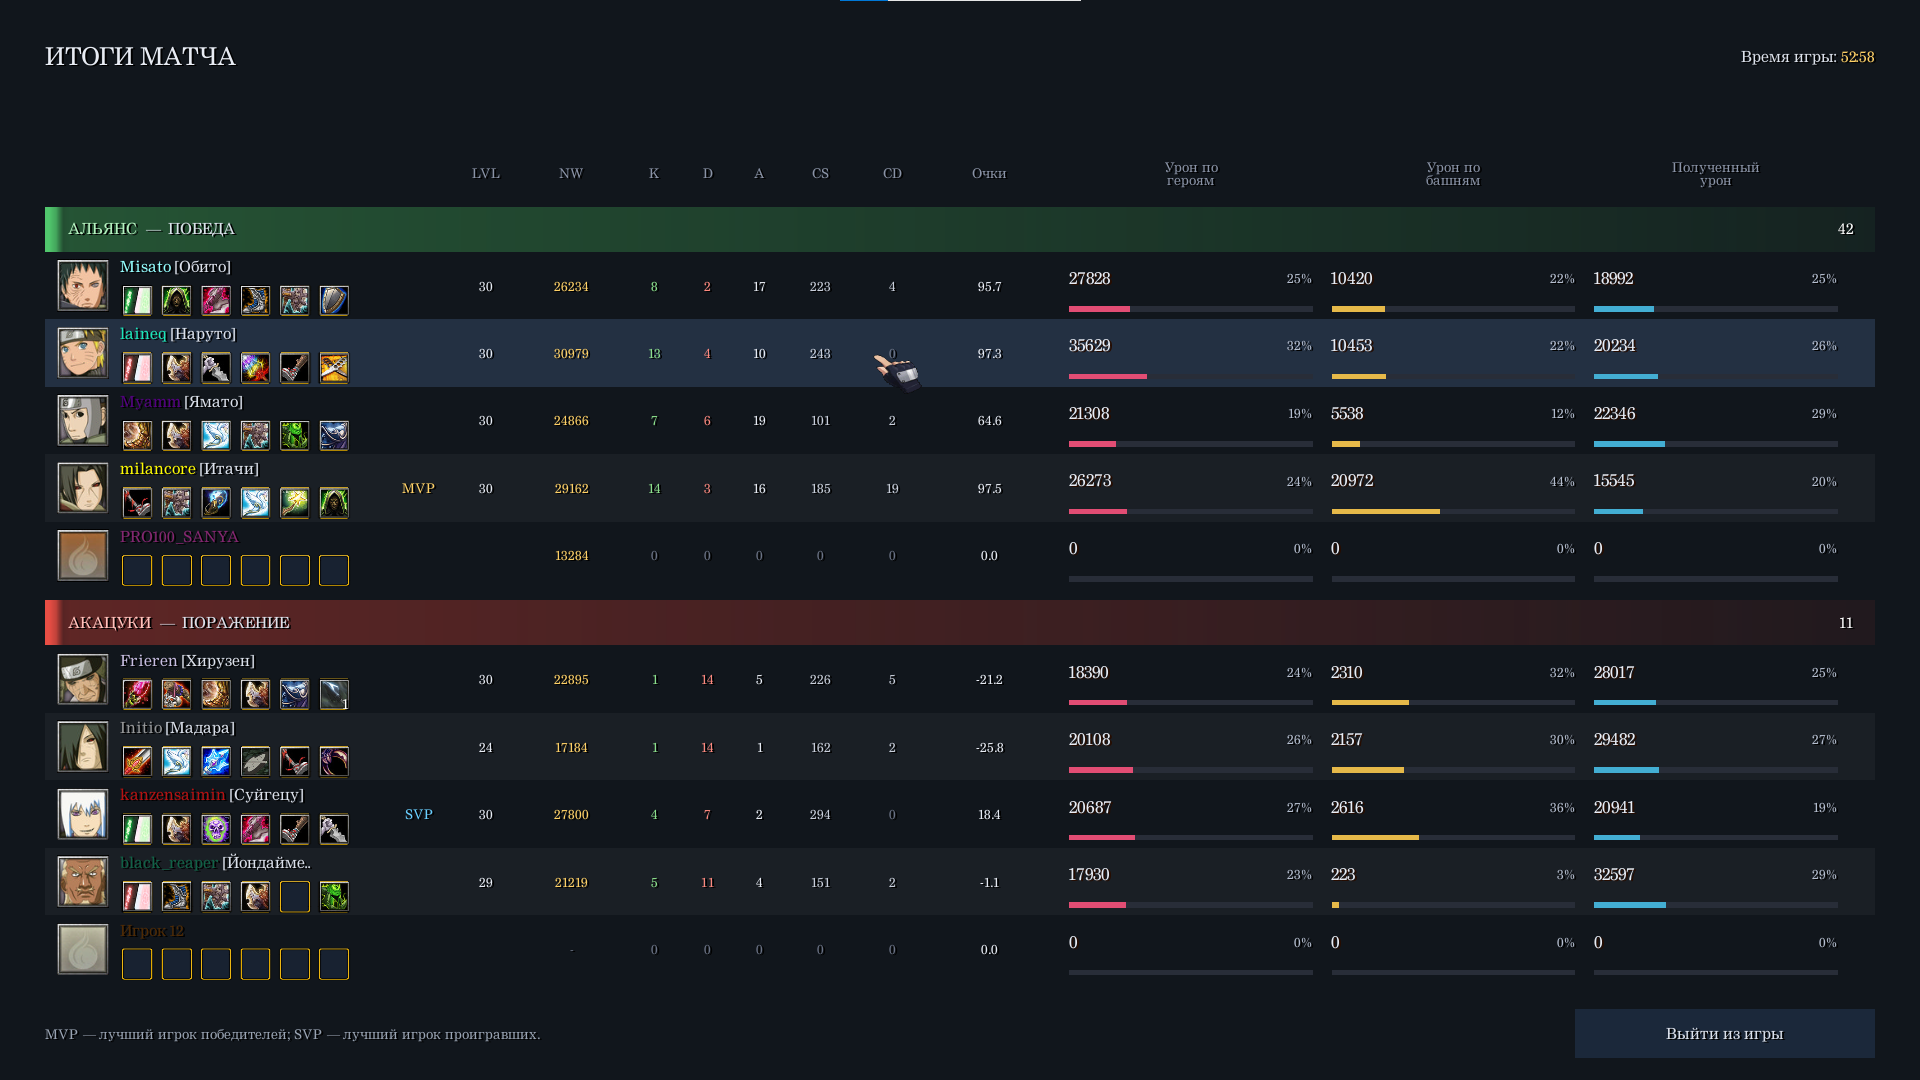 ИТОГИ МАТЧА
Время игры: 52:58
LVL NW K D A CS CD Очки Урон по героям Урон по башням Полученный урон
АЛЬЯНС — ПОБЕДА 42
Misato [Обито]
30 26234 8 2 17 223 4 95.7 27828 25% 10420 22% 18992 25%
laineq [Наруто]
30 30979 13 4 10 243 0 97.3 35629 32% 10453 22% 20234 26%
Myamm [Ямато]
30 24866 7 6 19 101 2 64.6 21308 19% 5538 12% 22346 29%
milancore [Итачи]
MVP 30 29162 14 3 16 185 19 97.5 26273 24% 20972 44% 15545 20%
PRO100_SANYA
13284 0 0 0 0 0 0.0 0 0% 0 0% 0 0%
АКАЦУКИ — ПОРАЖЕНИЕ 11
Frieren [Хирузен]
30 22895 1 14 5 226 5 -21.2 18390 24% 2310 32% 28017 25%
1
Initio [Мадара]
24 17184 1 14 1 162 2 -25.8 20108 26% 2157 30% 29482 27%
kanzensaimin [Суйгецу]
SVP 30 27800 4 7 2 294 0 18.4 20687 27% 2616 36% 20941 19%
black_reaper [Йондайме..
29 21219 5 11 4 151 2 -1.1 17930 23% 223 3% 32597 29%
Игрок 12
- 0 0 0 0 0 0.0 0 0% 0 0% 0 0%
MVP — лучший игрок победителей; SVP — лучший игрок проигравших.
Выйти из игры